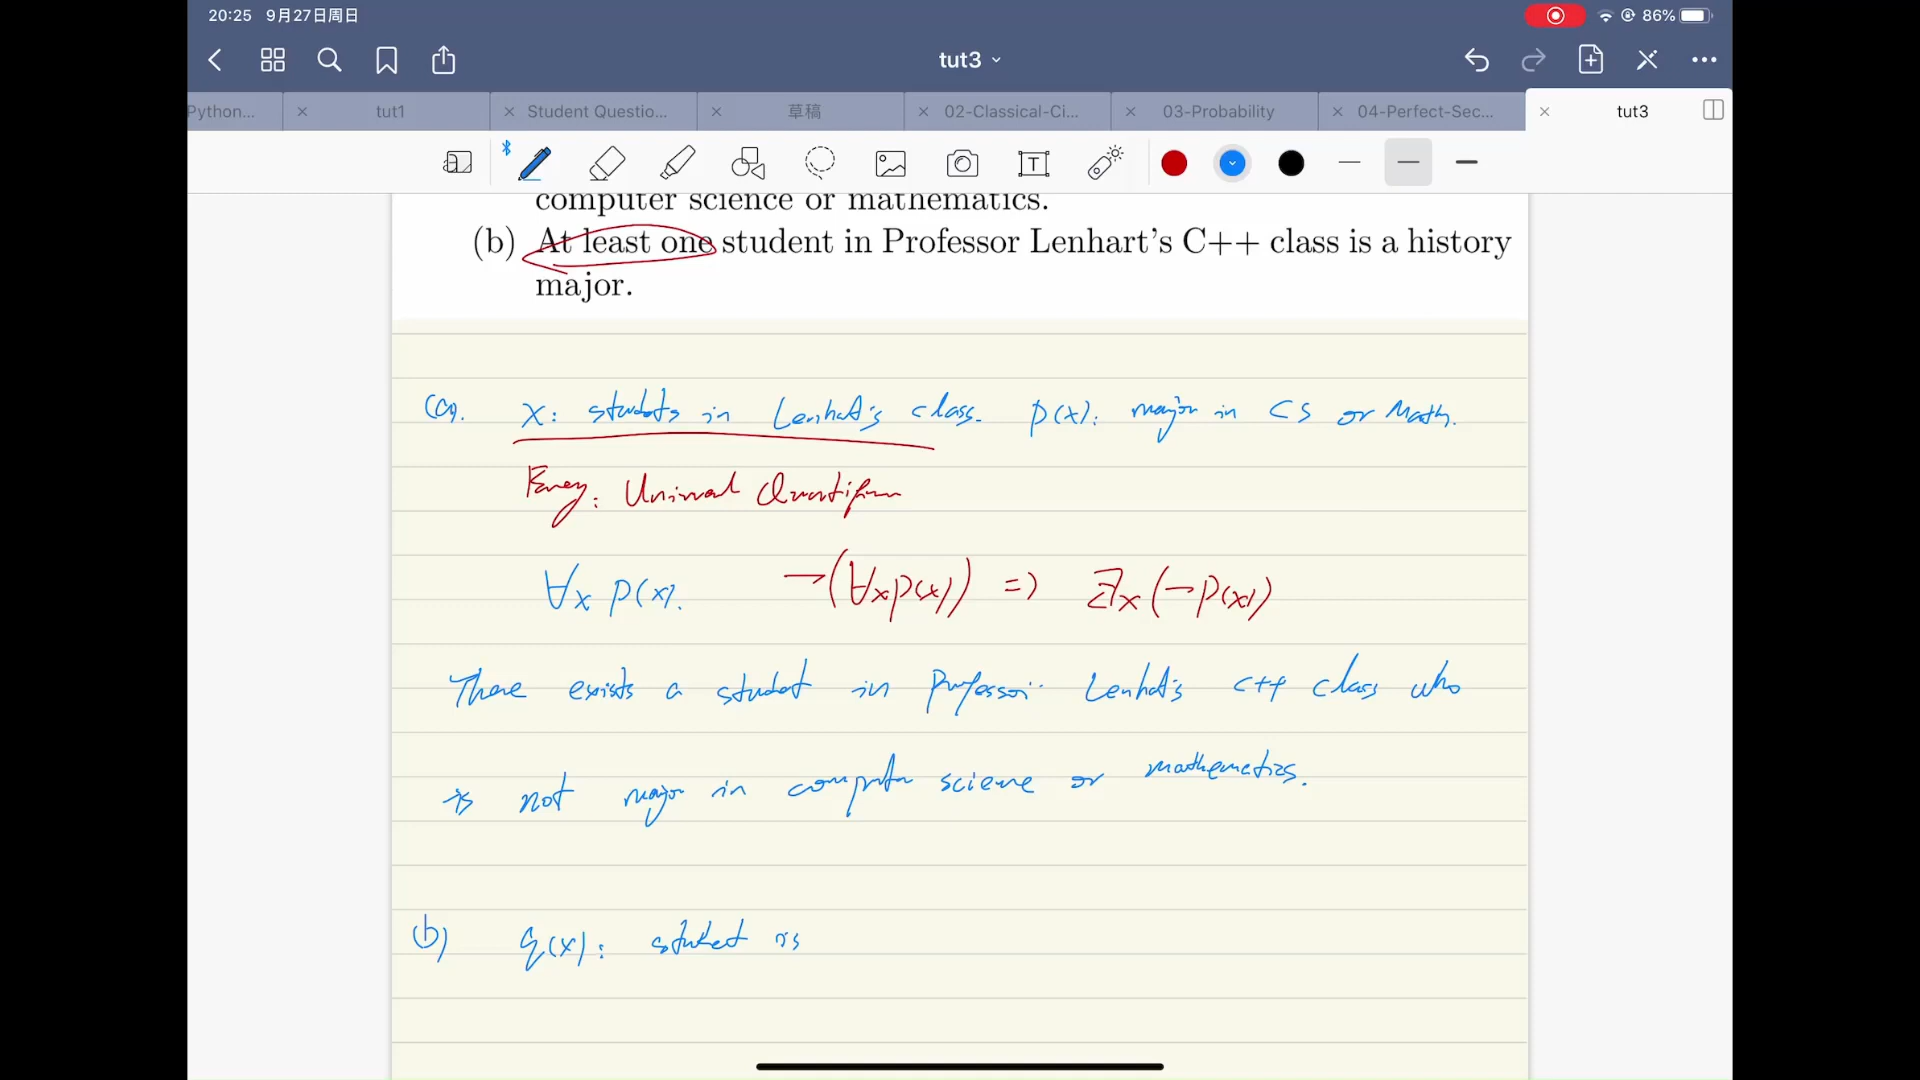 20:25 9月27日周日
86%
tut3
Python... tut1 Student Questio... 草稿 02-Classical-Ci... 03-Probability 04-Perfect-Sec... tut3
computer science or mathematics.
(b) At least one student in Professor Lenhart's C++ class is a history
major.
(a). x: students in Lenhart's class. p(x): major in CS or Math.
Every: Universal Quantifier
∀x p(x). ¬(∀x p(x)) => ∃x(¬P(x))
There exists a student in Professor Lenhart's c++ class who
is not major in computer science or mathematics.
(b) q(x): student is